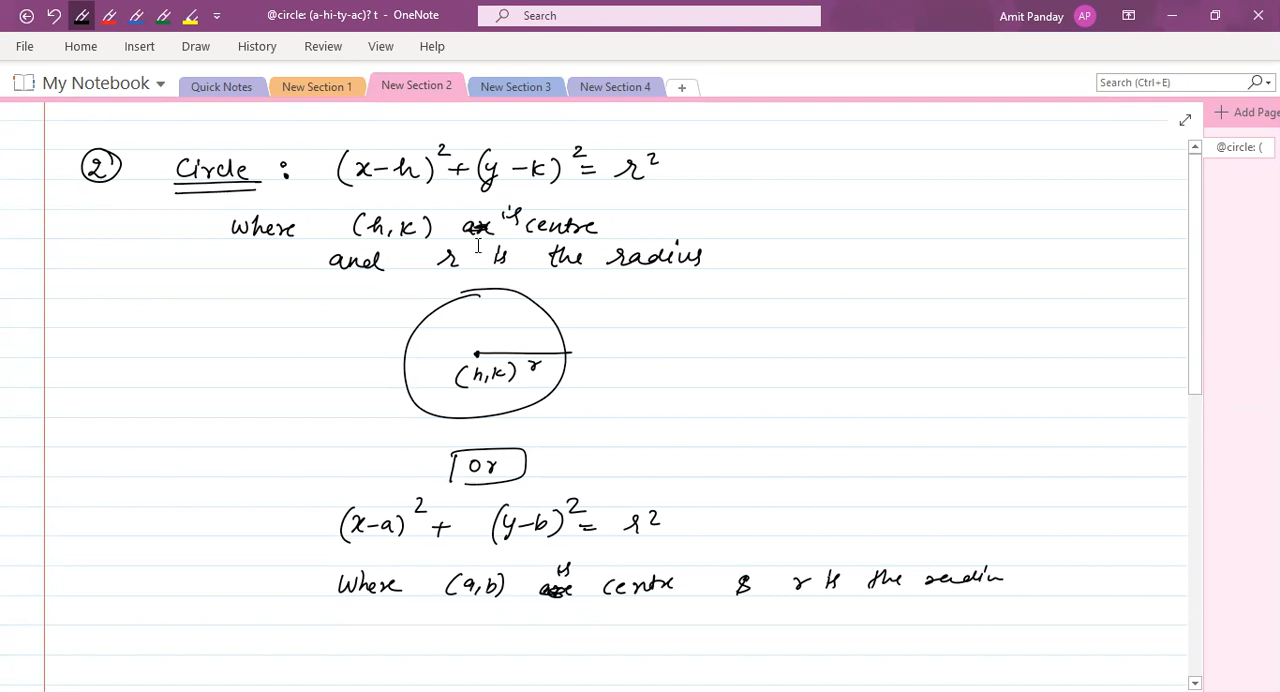 @circle: (a-hi-ty-ac)? t - OneNote
Search
Amit Panday AP
File Home Insert Draw History Review View Help
My Notebook Quick Notes New Section 1 New Section 2 New Section 3 New Section 4 +
Search (Ctrl+E)
Add Page
@circle: (
② Circle : (x-h)²+(y-k)²= r²
where (h,k) is centre
and r is the radius
(h,k) r
Or
(x-a)² + (y-b)²= r²
Where (a,b) is centre & r is the radiu